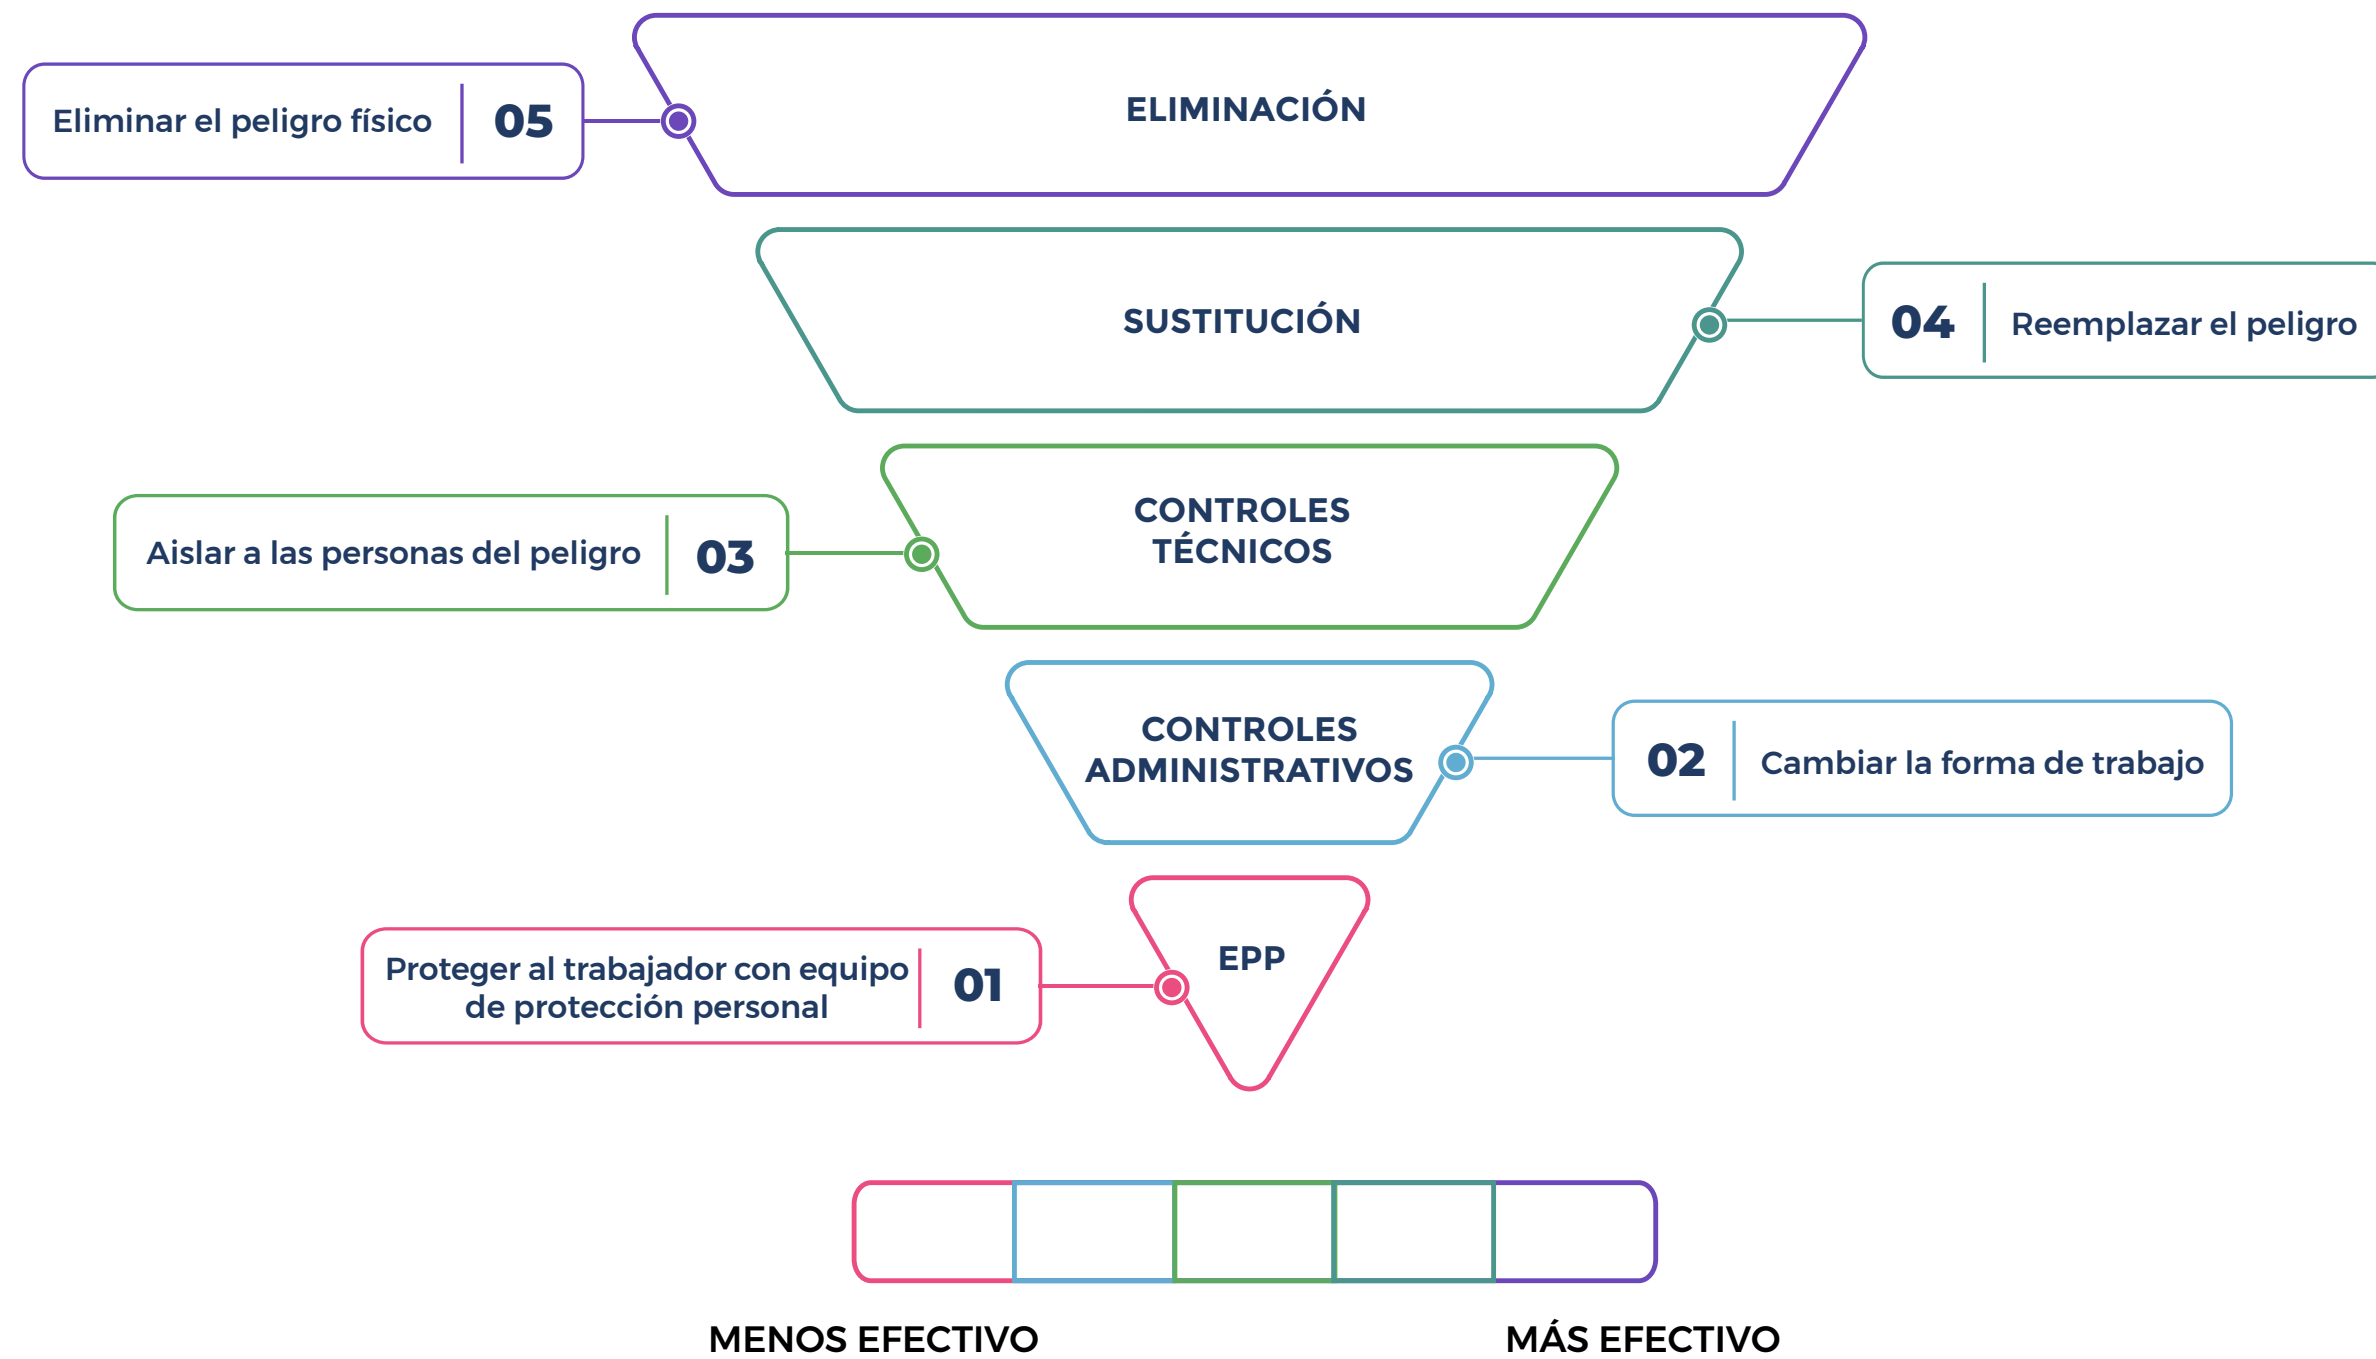 ELIMINACIÓN
Eliminar el peligro físico
05
SUSTITUCIÓN
04
Reemplazar el peligro
CONTROLES
TÉCNICOS
Aislar a las personas del peligro
03
CONTROLES
ADMINISTRATIVOS
02
Cambiar la forma de trabajo
EPP
Proteger al trabajador con equipo
de protección personal
01
MENOS EFECTIVO
MÁS EFECTIVO